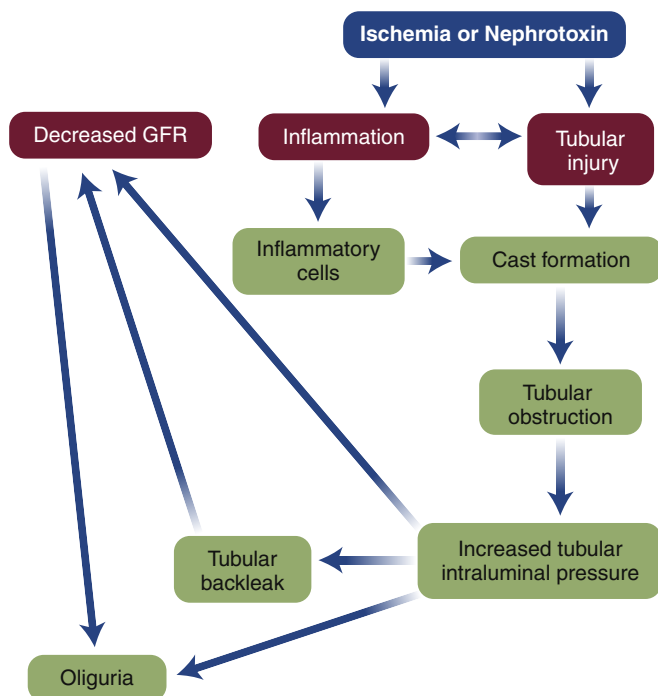 Ischemia or Nephrotoxin
Decreased GFR
Inflammation
Tubular
injury
Inflammatory
cells
Cast formation
Tubular
obstruction
Increased tubular
intraluminal pressure
Tubular
backleak
Oliguria